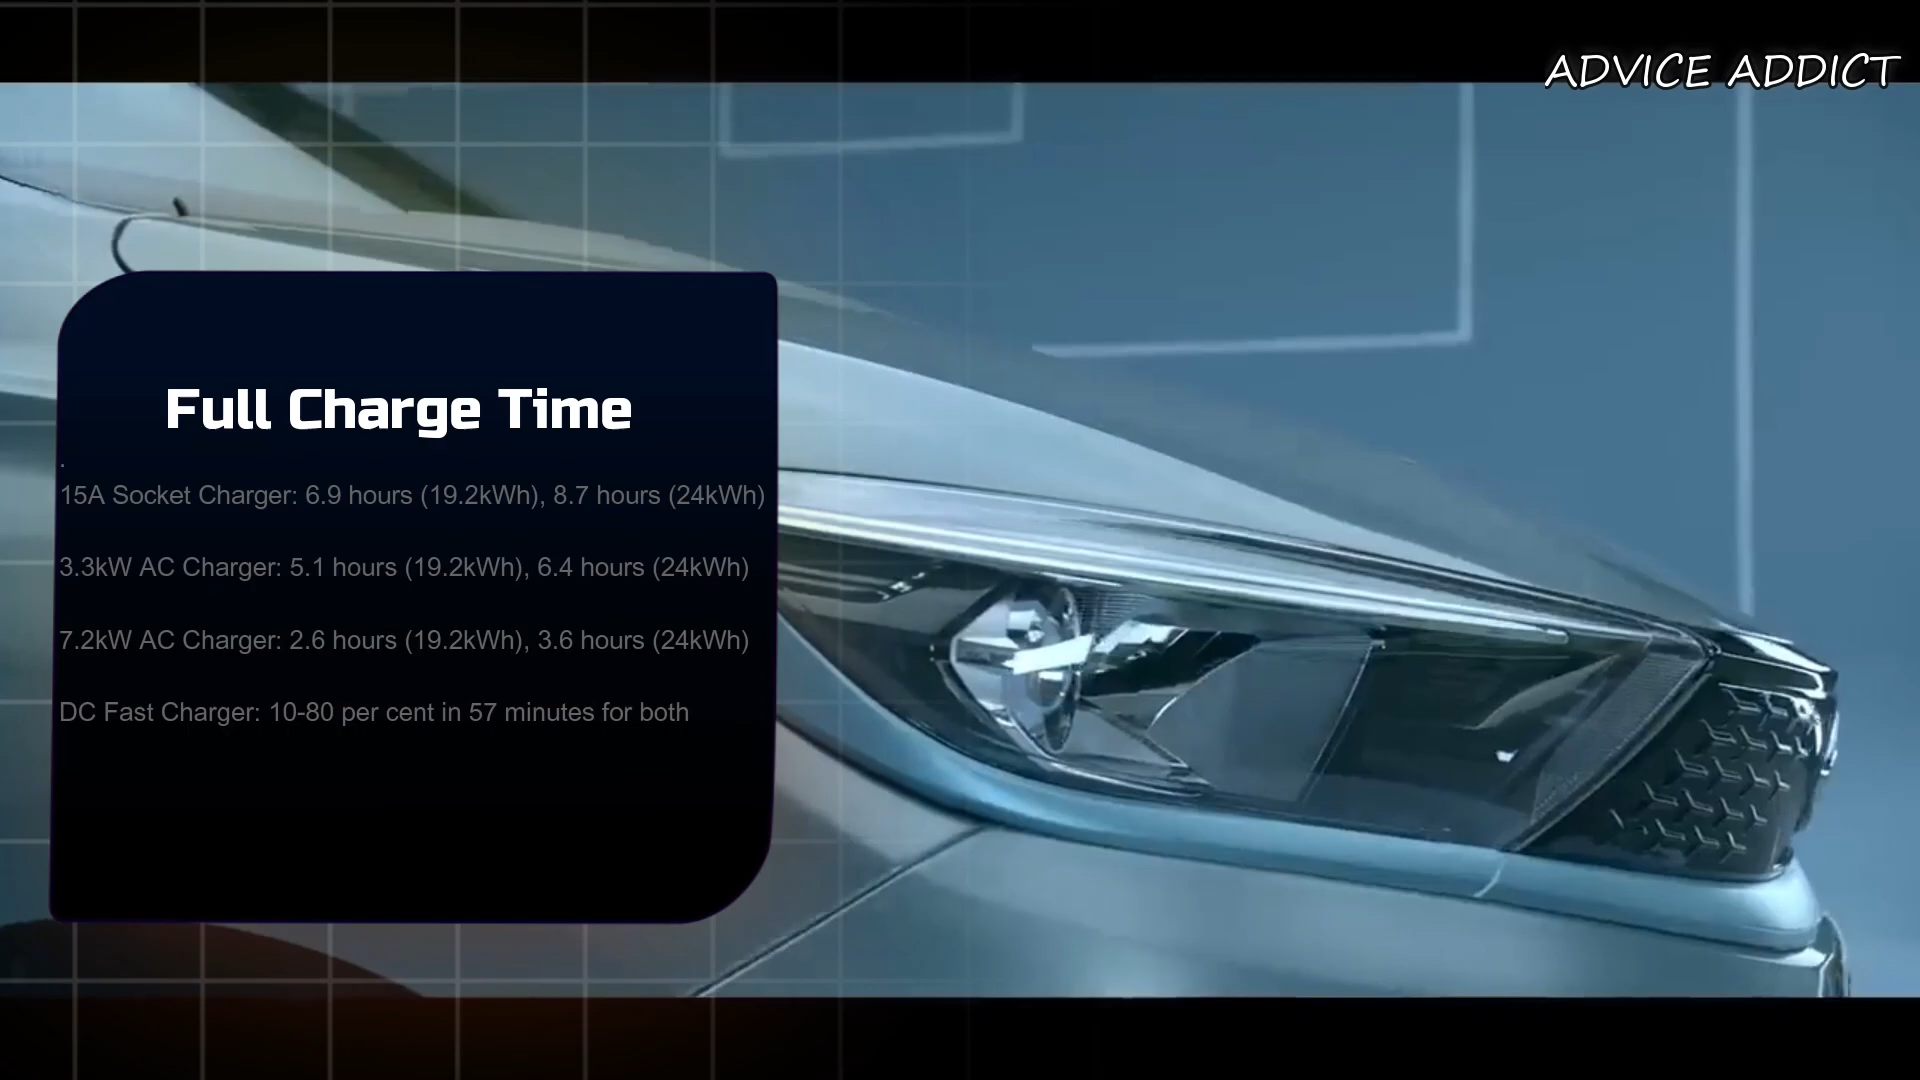 ADVICE ADDICT
Full Charge Time
15A Socket Charger: 6.9 hours (19.2kWh), 8.7 hours (24kWh)
3.3kW AC Charger: 5.1 hours (19.2kWh), 6.4 hours (24kWh)
7.2kW AC Charger: 2.6 hours (19.2kWh), 3.6 hours (24kWh)
DC Fast Charger: 10-80 per cent in 57 minutes for both